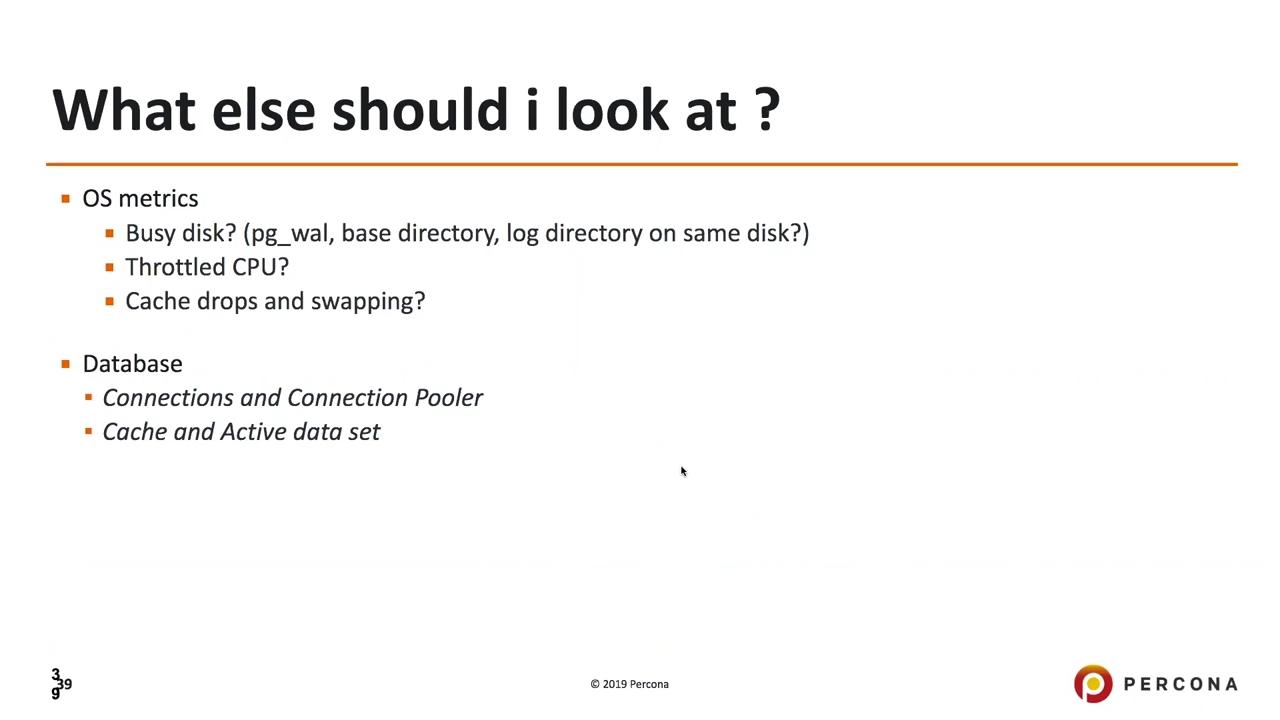 What else should i look at ?
OS metrics
Busy disk? (pg_wal, base directory, log directory on same disk?)
Throttled CPU?
Cache drops and swapping?
Database
Connections and Connection Pooler
Cache and Active data set
39
39
© 2019 Percona
PERCONA